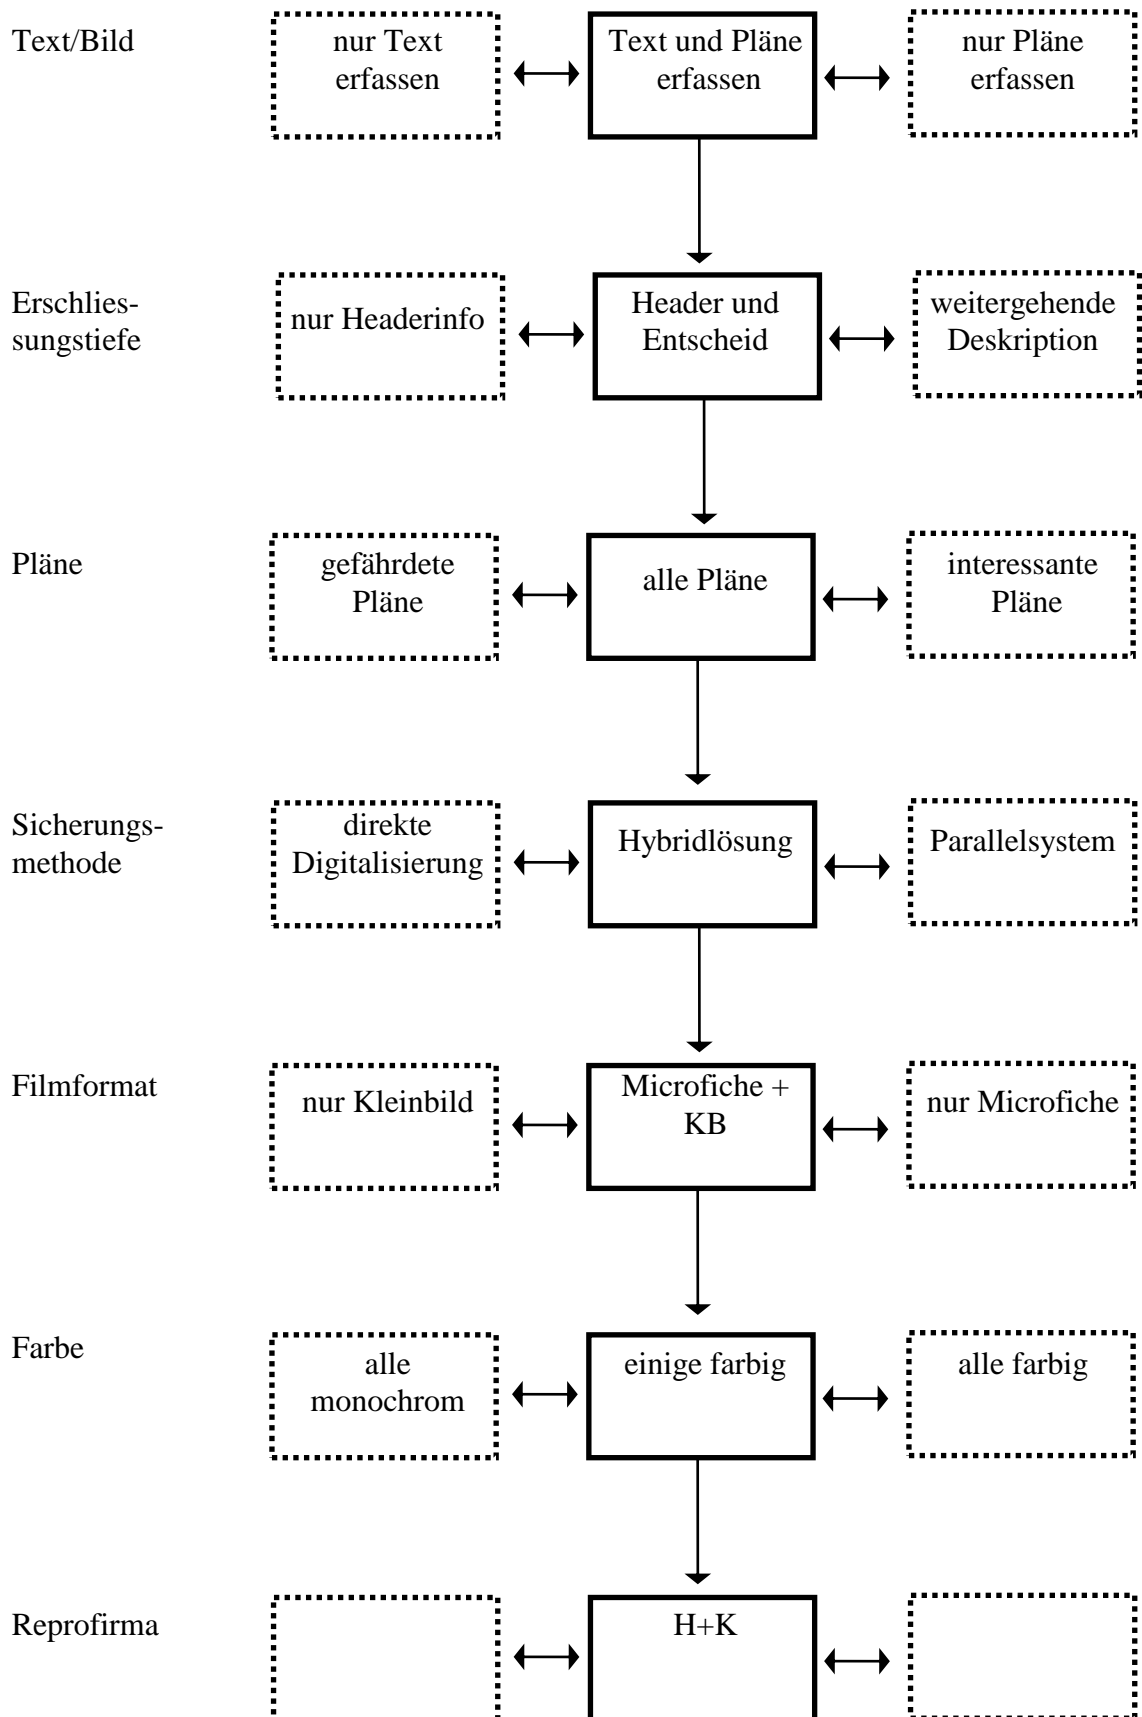 Text/Bild
nur Text
erfassen
Text und Pläne
erfassen
nur Pläne
erfassen
Erschlies-
sungstiefe
nur Headerinfo
Header und
Entscheid
weitergehende
Deskription
Pläne
gefährdete
Pläne
alle Pläne
interessante
Pläne
Sicherungs-
methode
direkte
Digitalisierung
Hybridlösung
Parallelsystem
Filmformat
nur Kleinbild
Microfiche +
KB
nur Microfiche
Farbe
alle
monochrom
einige farbig
alle farbig
Reprofirma
H+K